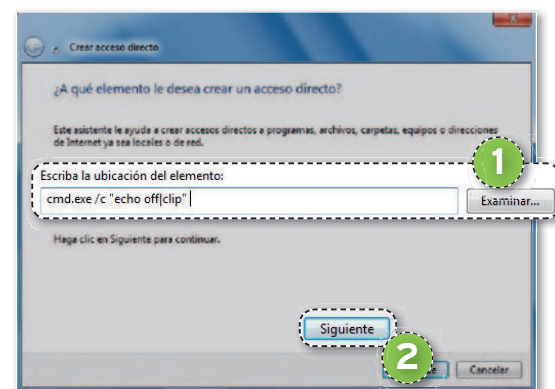 Crear acceso directo
¿A qué elemento le desea crear un acceso directo?
Este asistente le ayuda a crear accesos directos a programas, archivos, carpetas, equipos o direcciones
de Internet ya sea locales o de red.
1
Escriba la ubicación del elemento:
cmd.exe /c "echo off|clip"
Examinar...
Haga clic en Siguiente para continuar.
Siguiente
2
Cancelar